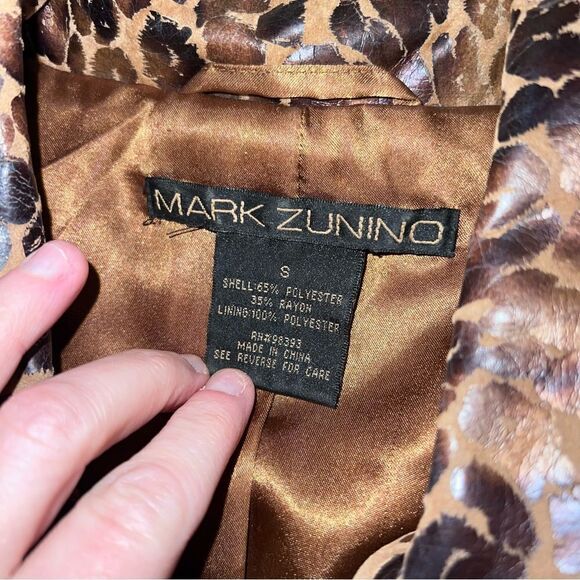 MARK ZUNINO
S
SHELL:65% POLYESTER
35% RAYON
LINING:100% POLYESTER
RN#98393
MADE IN CHINA
SEE REVERSE FOR CARE